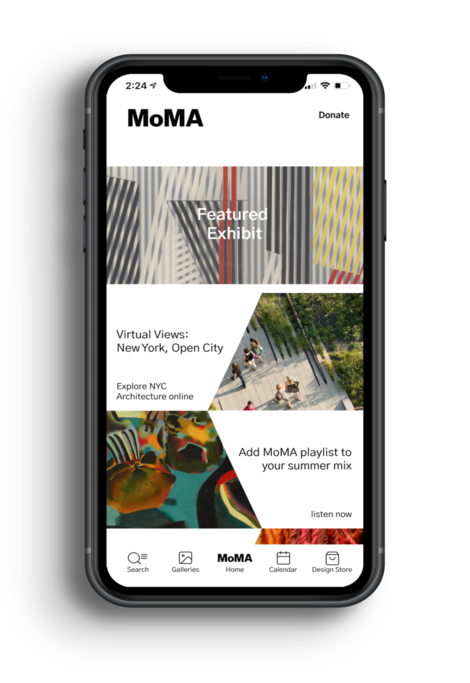 2:24
MoMA
Donate
Featured
Exhibit
Virtual Views:
New York, Open City
Explore NYC
Architecture online
Add MoMA playlist to
your summer mix
listen now
Search
Galleries
MoMA
Home
Calendar
Design Store